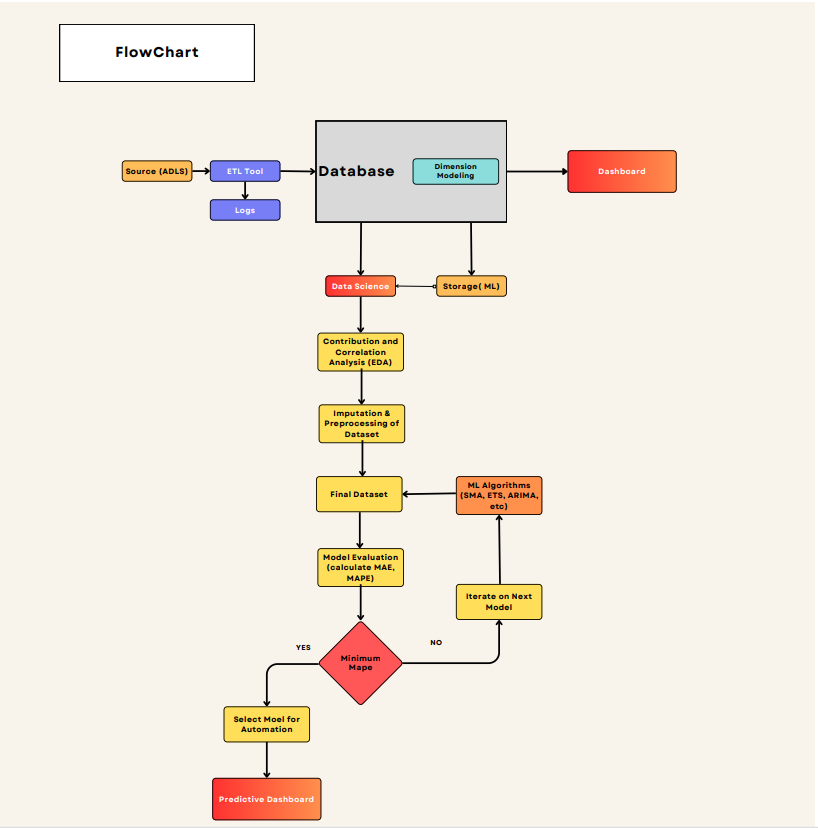 FlowChart
Source (ADLS)
ETL Tool
Database
Dimension
Modeling
Dashboard
Logs
Data Science
Storage( ML)
Contribution and
Correlation
Analysis (EDA)
Imputation &
Preprocessing of
Dataset
Final Dataset
ML Algorithms
(SMA, ETS, ARIMA,
etc)
Model Evaluation
(calculate MAE,
MAPE)
Iterate on Next
Model
YES
NO
Minimum
Mape
Select Moel for
Automation
Predictive Dashboard